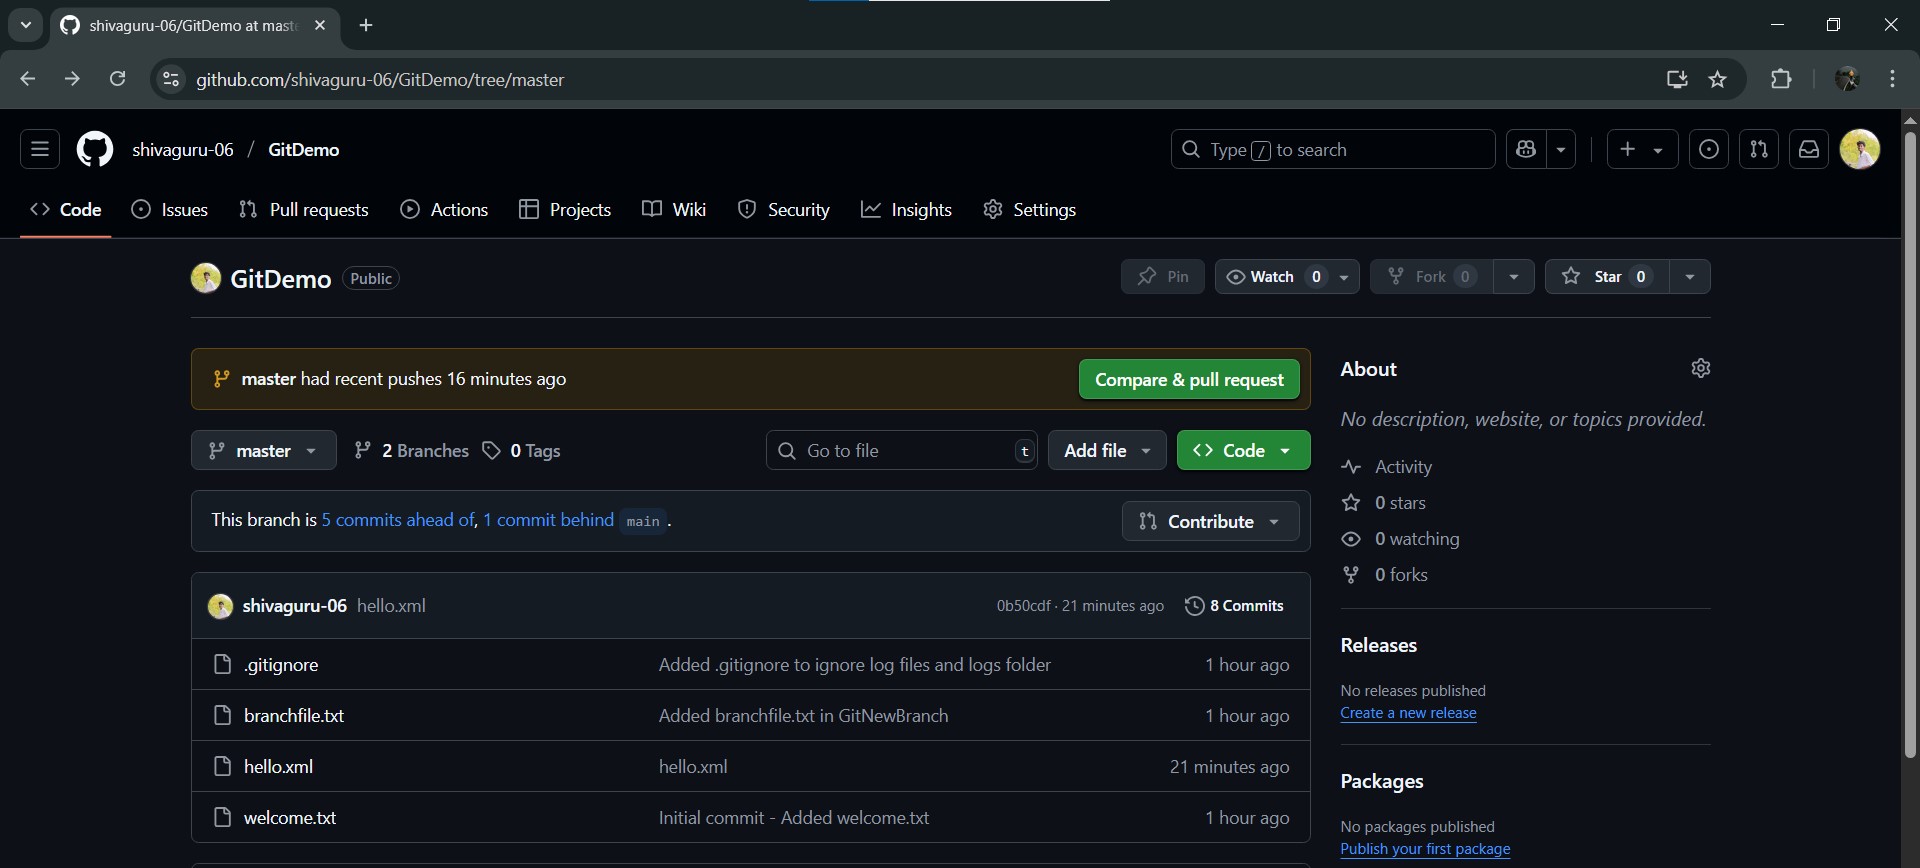 shivaguru-06/GitDemo at mast
github.com/shivaguru-06/GitDemo/tree/master
shivaguru-06 / GitDemo
Type / to search
Code
Issues
Pull requests
Actions
Projects
Wiki
Security
Insights
Settings
GitDemo Public
Pin
Watch 0
Fork 0
Star 0
master had recent pushes 16 minutes ago
Compare & pull request
master
2 Branches
0 Tags
Go to file t
Add file
Code
This branch is 5 commits ahead of, 1 commit behind main .
Contribute
shivaguru-06 hello.xml
0b50cdf · 21 minutes ago
8 Commits
.gitignore Added .gitignore to ignore log files and logs folder 1 hour ago
branchfile.txt Added branchfile.txt in GitNewBranch 1 hour ago
hello.xml hello.xml 21 minutes ago
welcome.txt Initial commit - Added welcome.txt 1 hour ago
About
No description, website, or topics provided.
Activity
0 stars
0 watching
0 forks
Releases
No releases published
Create a new release
Packages
No packages published
Publish your first package